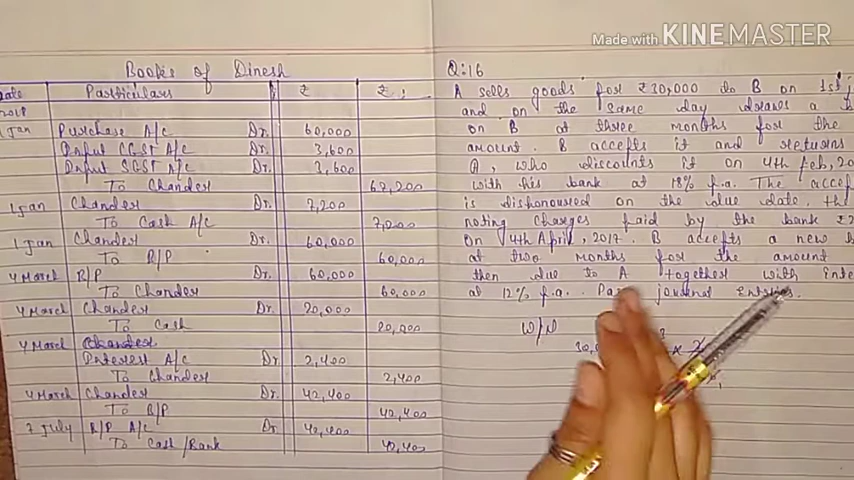 Made with KINEMASTER
Books of Dinesh
Date Particulars ₹ ₹
2018
1 Jan Purchase A/c Dr. 60,000
Input CGST A/c Dr. 3,600
Input SGST A/c Dr. 3,600
To Chander 67,200
1 Jan Chander Dr. 7,200
To Cash A/c 7,200
1 Jan Chander Dr. 60,000
To B/P 60,000
4 March B/P Dr. 60,000
To Chander 60,000
4 March Chander Dr. 20,000
To Cash 20,000
4 March Chander
Interest A/c Dr. 2,400
To Chander 2,400
4 March Chander Dr. 42,400
To B/P 42,400
7 July B/P A/c Dr. 42,400
To Cash/Bank 42,400
Q:16
A sells goods for ₹30,000 to B on 1st
and on the same day draws a b
on B at three months for the
amount. B accepts it and returns
A, who discounts it on 4th Feb, 20
with his bank at 18% p.a. The accep
is dishonoured on the due date. th
noting charges paid by the bank ₹2
On 4th April, 2017. B accepts a new b
at two months for the amount
then due to A together with inte
at 12% p.a. Pass journal entries.
W/N